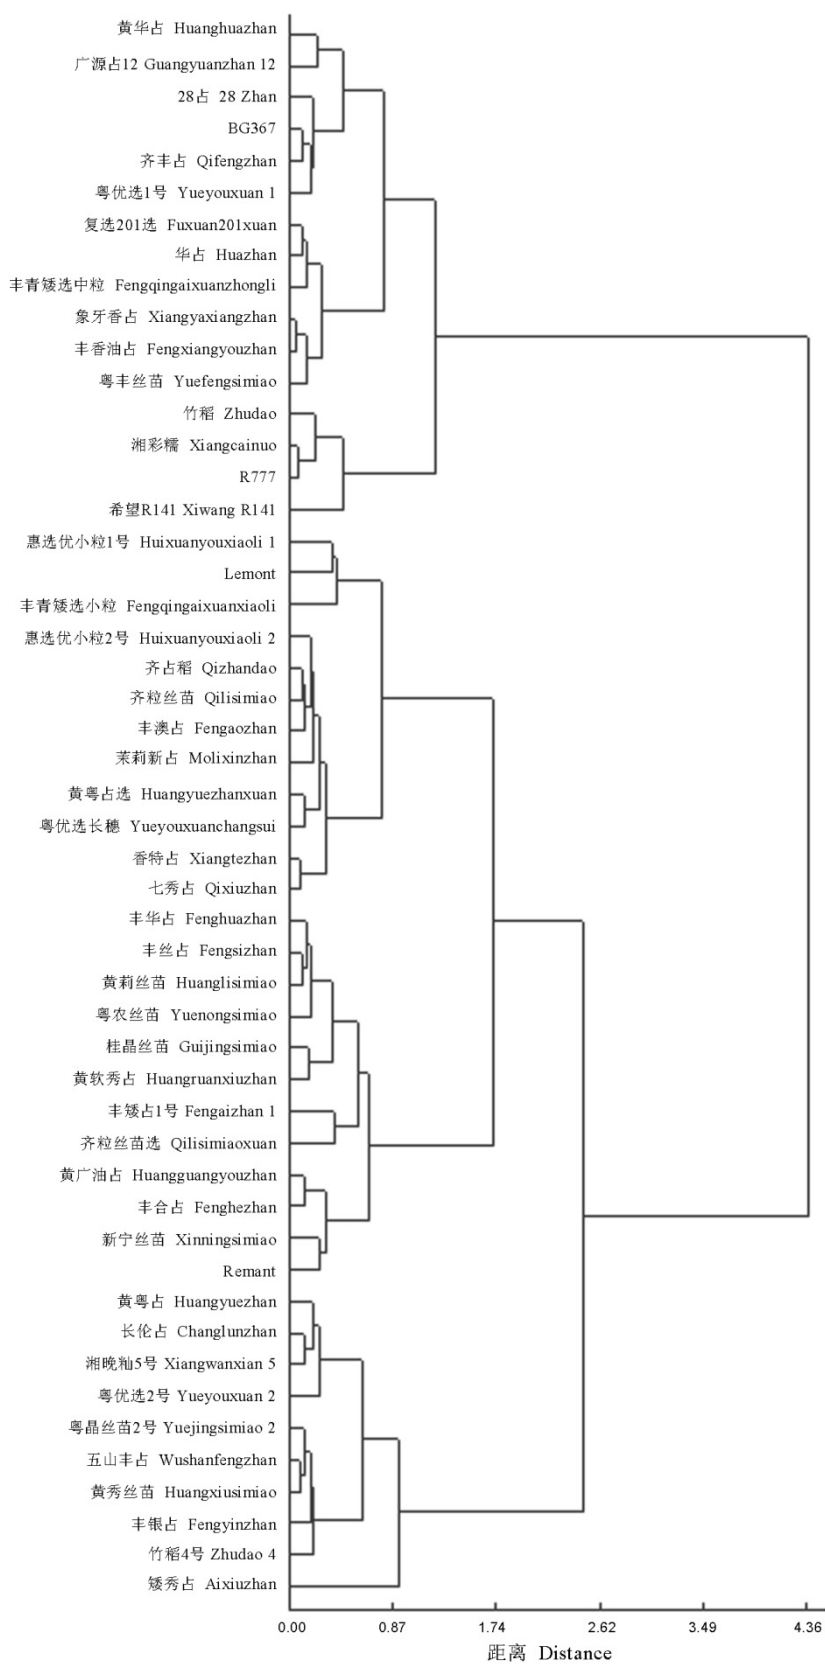 黄华占 Huanghuazhan
广源占12 Guangyuanzhan 12
28占 28 Zhan
BG367
齐丰占 Qifengzhan
粤优选1号 Yueyouxuan 1
复选201选 Fuxuan201xuan
华占 Huazhan
丰青矮选中粒 Fengqingaixuanzhongli
象牙香占 Xiangyaxiangzhan
丰香油占 Fengxiangyouzhan
粤丰丝苗 Yuefengsimiao
竹稻 Zhudao
湘彩糯 Xiangcainuo
R777
希望R141 Xiwang R141
惠选优小粒1号 Huixuanyouxiaoli 1
Lemont
丰青矮选小粒 Fengqingaixuanxiaoli
惠选优小粒2号 Huixuanyouxiaoli 2
齐占稻 Qizhandao
齐粒丝苗 Qilisimiao
丰澳占 Fengaozhan
茉莉新占 Molixinzhan
黄粤占选 Huangyuezhanxuan
粤优选长穗 Yueyouxuanchangsui
香特占 Xiangtezhan
七秀占 Qixiuzhan
丰华占 Fenghuazhan
丰丝占 Fengsizhan
黄莉丝苗 Huanglisimiao
粤农丝苗 Yuenongsimiao
桂晶丝苗 Guijingsimiao
黄软秀占 Huangruanxiuzhan
丰矮占1号 Fengaizhan 1
齐粒丝苗选 Qilisimiaoxuan
黄广油占 Huangguangyouzhan
丰合占 Fenghezhan
新宁丝苗 Xinningsimiao
Remant
黄粤占 Huangyuezhan
长伦占 Changlunzhan
湘晚籼5号 Xiangwanxian 5
粤优选2号 Yueyouxuan 2
粤晶丝苗2号 Yuejingsimiao 2
五山丰占 Wushanfengzhan
黄秀丝苗 Huangxiusimiao
丰银占 Fengyinzhan
竹稻4号 Zhudao 4
矮秀占 Aixiuzhan
0.00 0.87 1.74 2.62 3.49 4.36
距离 Distance